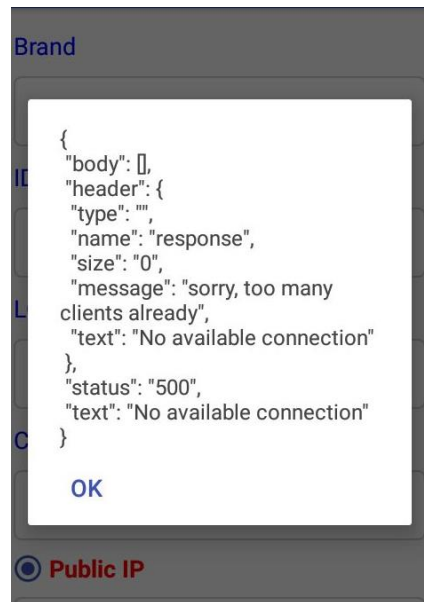 Brand
{
"body": [],
"header": {
"type": "",
"name": "response",
"size": "0",
"message": "sorry, too many
clients already",
"text": "No available connection"
},
"status": "500",
"text": "No available connection"
}
OK
Public IP